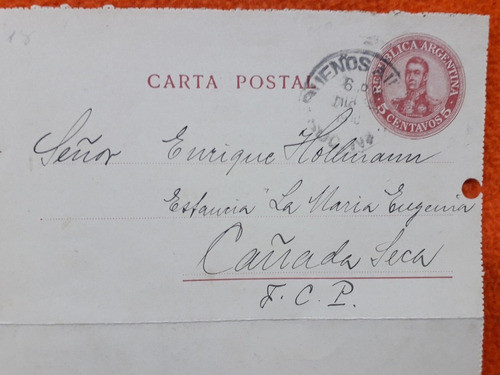 REPUBLICA ARGENTINA
5 CENTAVOS 5
CARTA POSTAL
BUENOS
Señor Enrique Hollmann
Estancia "La Maria Eugenia
Cañada Seca
F. C. P.